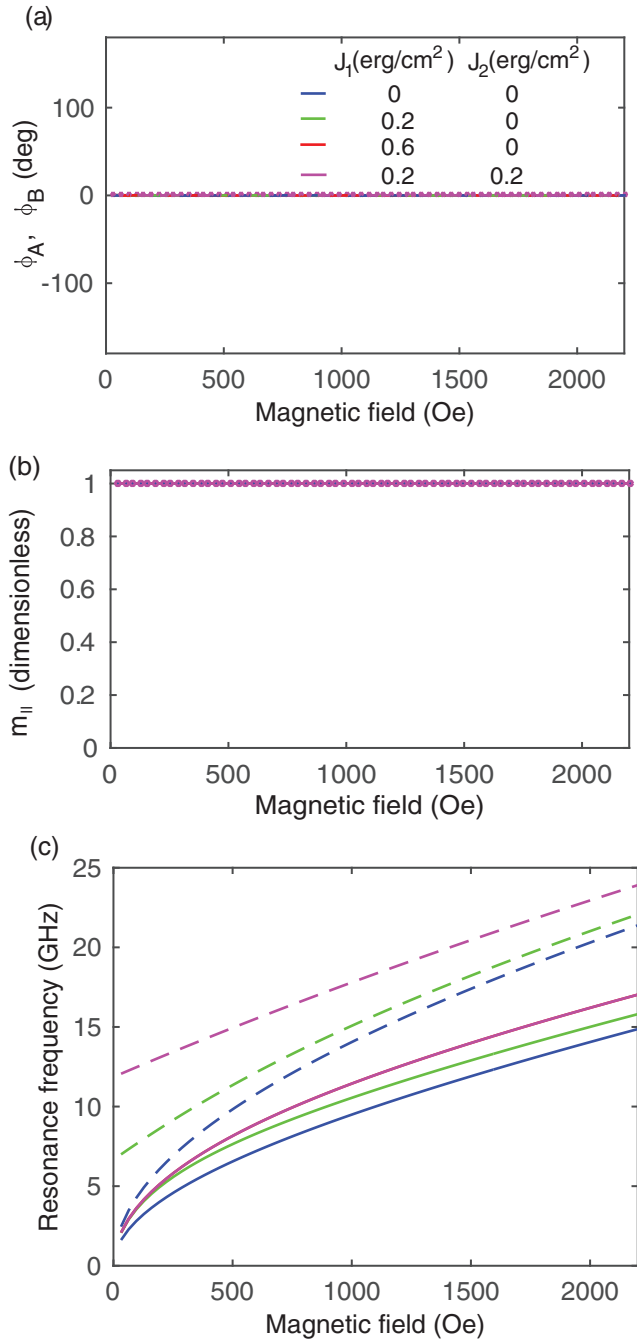 (a)
J₁(erg/cm²) J₂(erg/cm²)
0 0
0.2 0
0.6 0
0.2 0.2
ϕA, ϕB (deg)
100
0
-100
0 500 1000 1500 2000
Magnetic field (Oe)
(b)
m|| (dimensionless)
1
0.8
0.6
0.4
0.2
0
0 500 1000 1500 2000
Magnetic field (Oe)
(c)
Resonance frequency (GHz)
25
20
15
10
5
0
0 500 1000 1500 2000
Magnetic field (Oe)